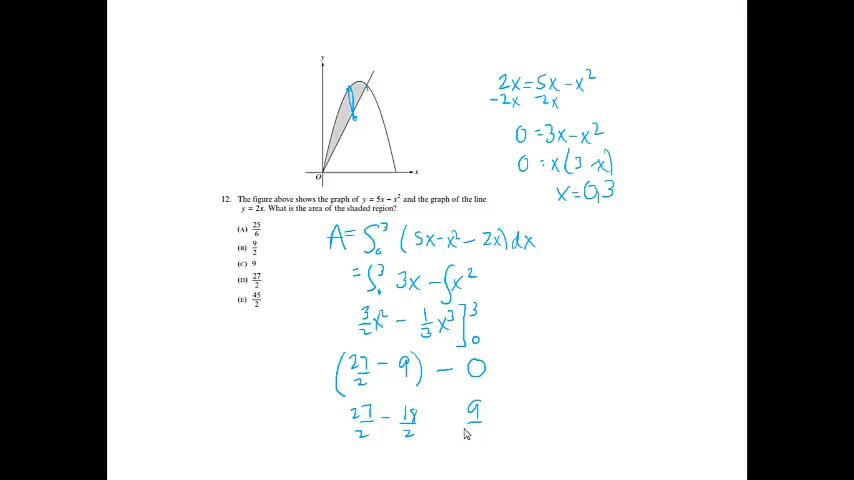 y
x
O
12. The figure above shows the graph of y = 5x − x² and the graph of the line
y = 2x. What is the area of the shaded region?
(A) 25/6
(B) 9/2
(C) 9
(D) 27/2
(E) 45/2
2x = 5x − x²
−2x −2x
0 = 3x − x²
0 = x(3 − x)
x = 0,3
A = ∫₀³ (5x − x² − 2x) dx
= ∫₀³ 3x − ∫x²
3/2 x² − 1/3 x³ ]₀³
(27/2 − 9) − 0
27/2 − 18/2 9